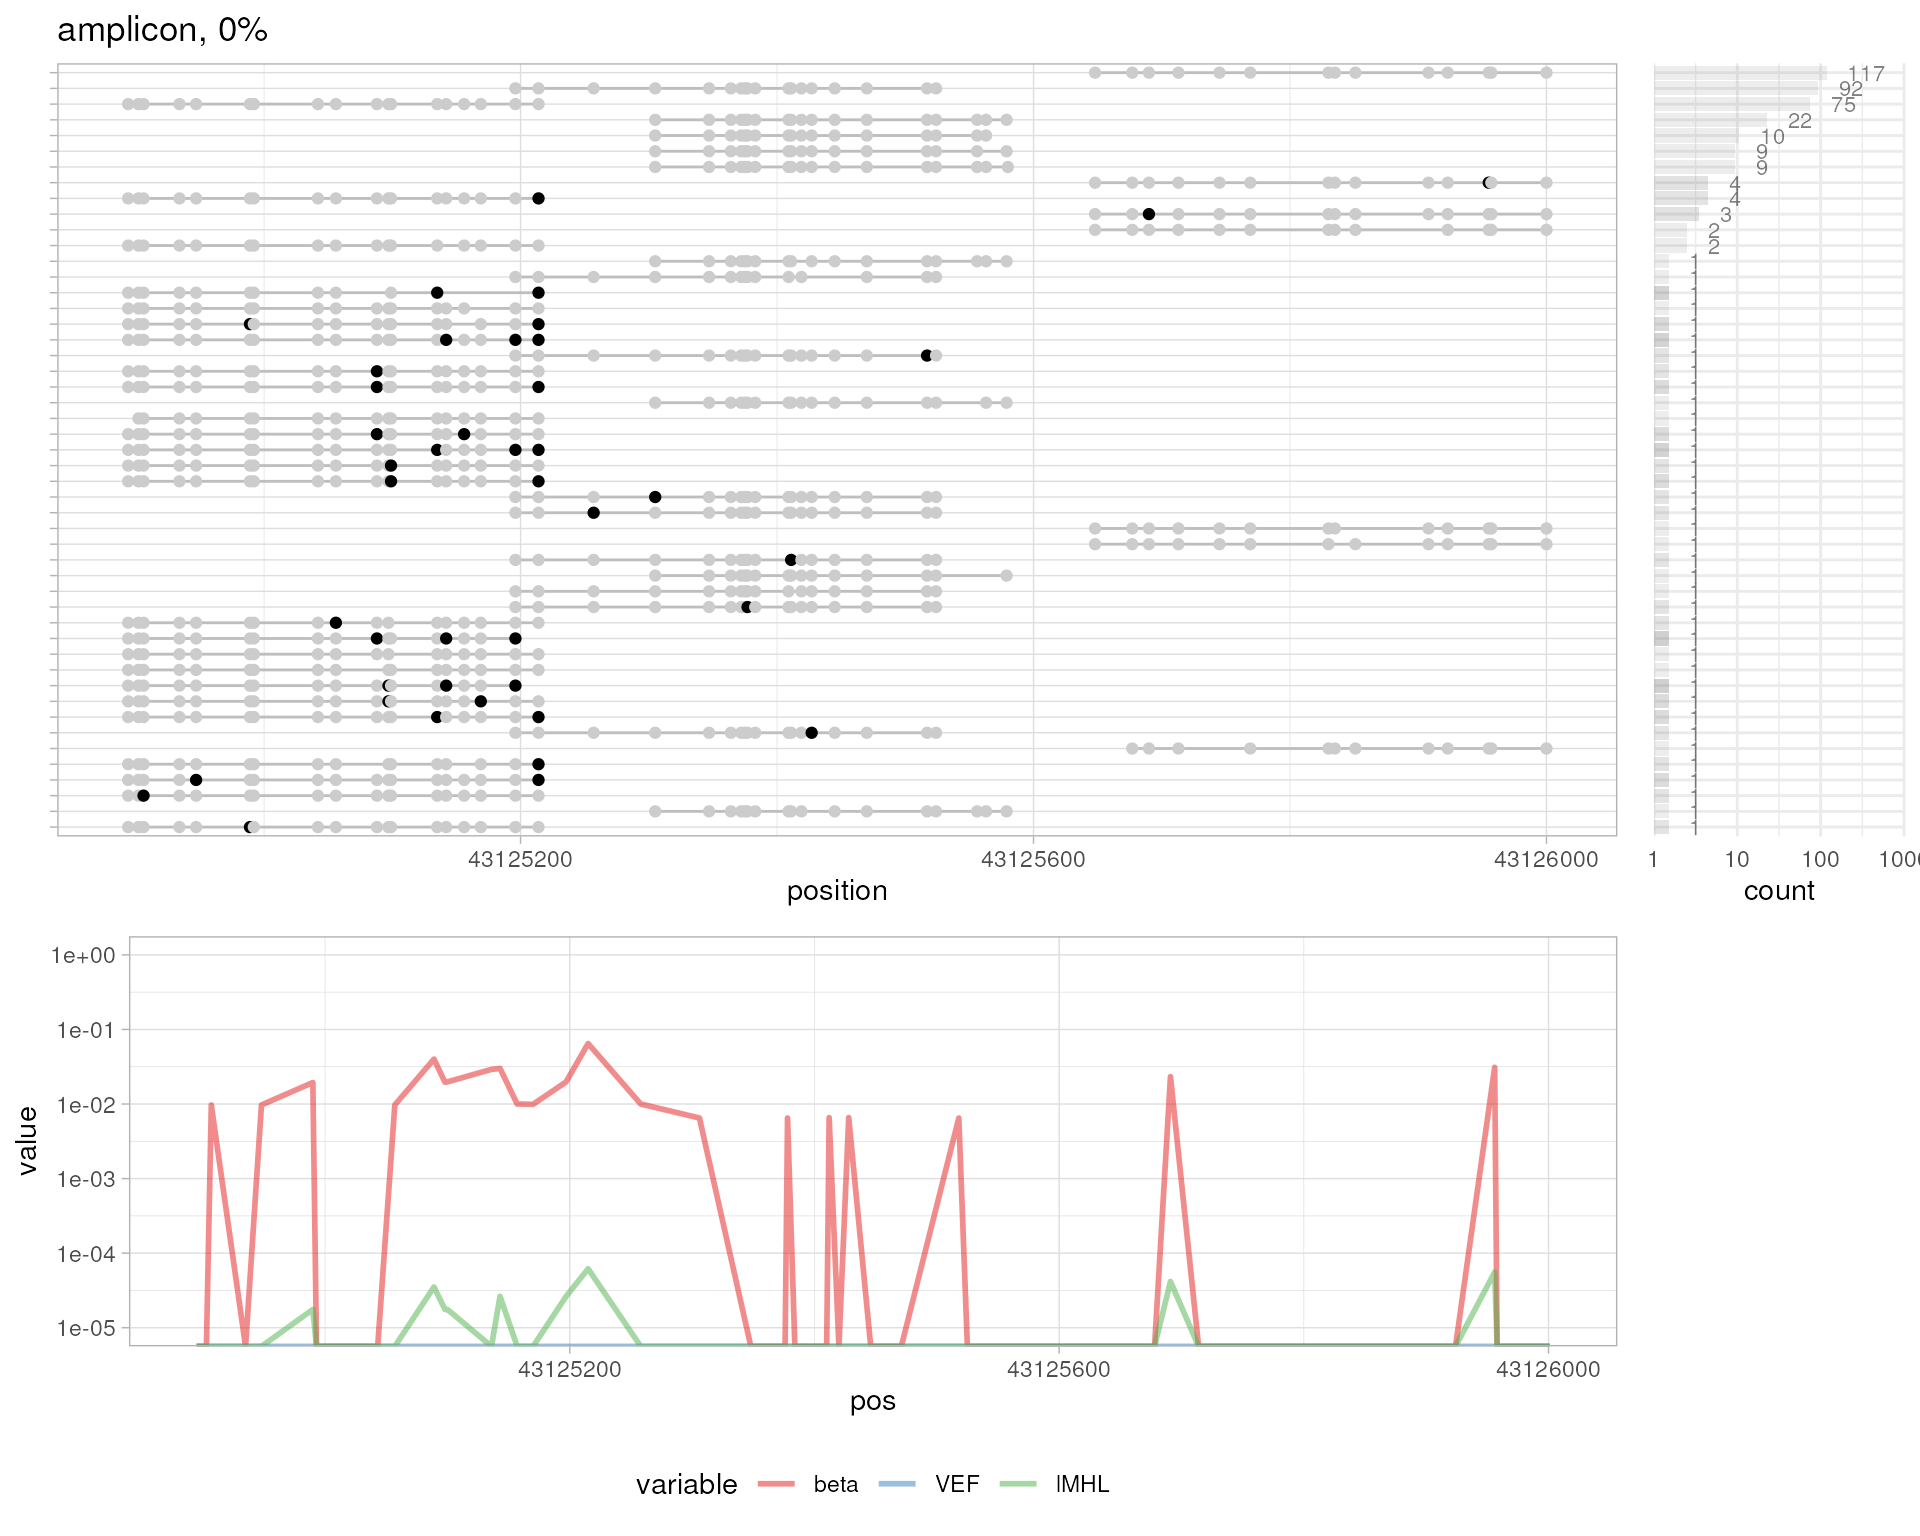 amplicon, 0%
117
92
75
22
10
9
9
4
4
3
2
2
43125200 43125600 43126000
position
1 10 100 100
count
1e+00
1e-01
1e-02
1e-03
1e-04
1e-05
value
43125200 43125600 43126000
pos
variable beta VEF lMHL